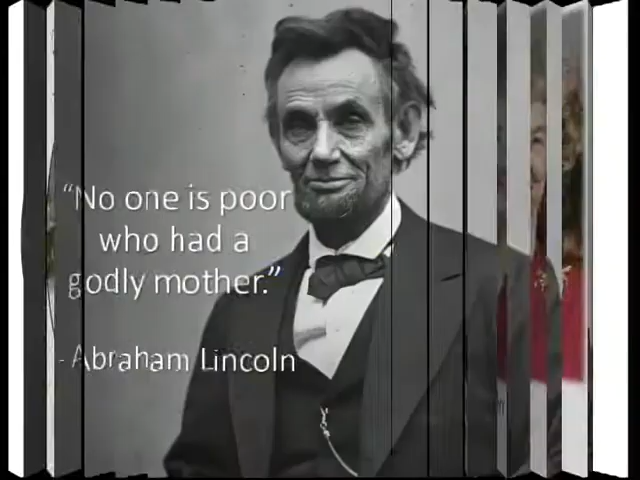 “No one is poor
who had a
godly mother.”
- Abraham Lincoln